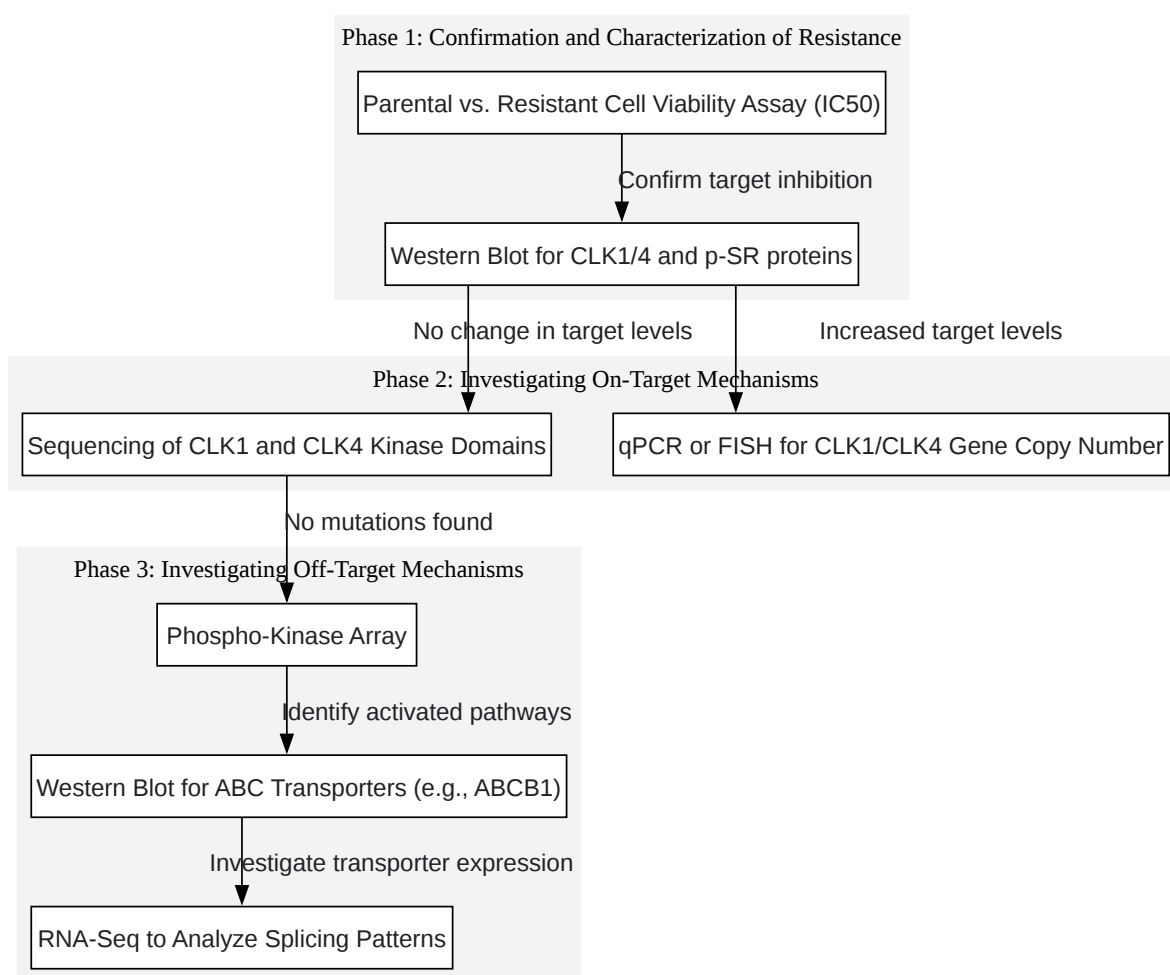 Phase 1: Confirmation and Characterization of Resistance
Parental vs. Resistant Cell Viability Assay (IC50)
Confirm target inhibition
Western Blot for CLK1/4 and p-SR proteins
No change in target levels
Increased target levels
Phase 2: Investigating On-Target Mechanisms
Sequencing of CLK1 and CLK4 Kinase Domains
qPCR or FISH for CLK1/CLK4 Gene Copy Number
No mutations found
Phase 3: Investigating Off-Target Mechanisms
Phospho-Kinase Array
Identify activated pathways
Western Blot for ABC Transporters (e.g., ABCB1)
Investigate transporter expression
RNA-Seq to Analyze Splicing Patterns